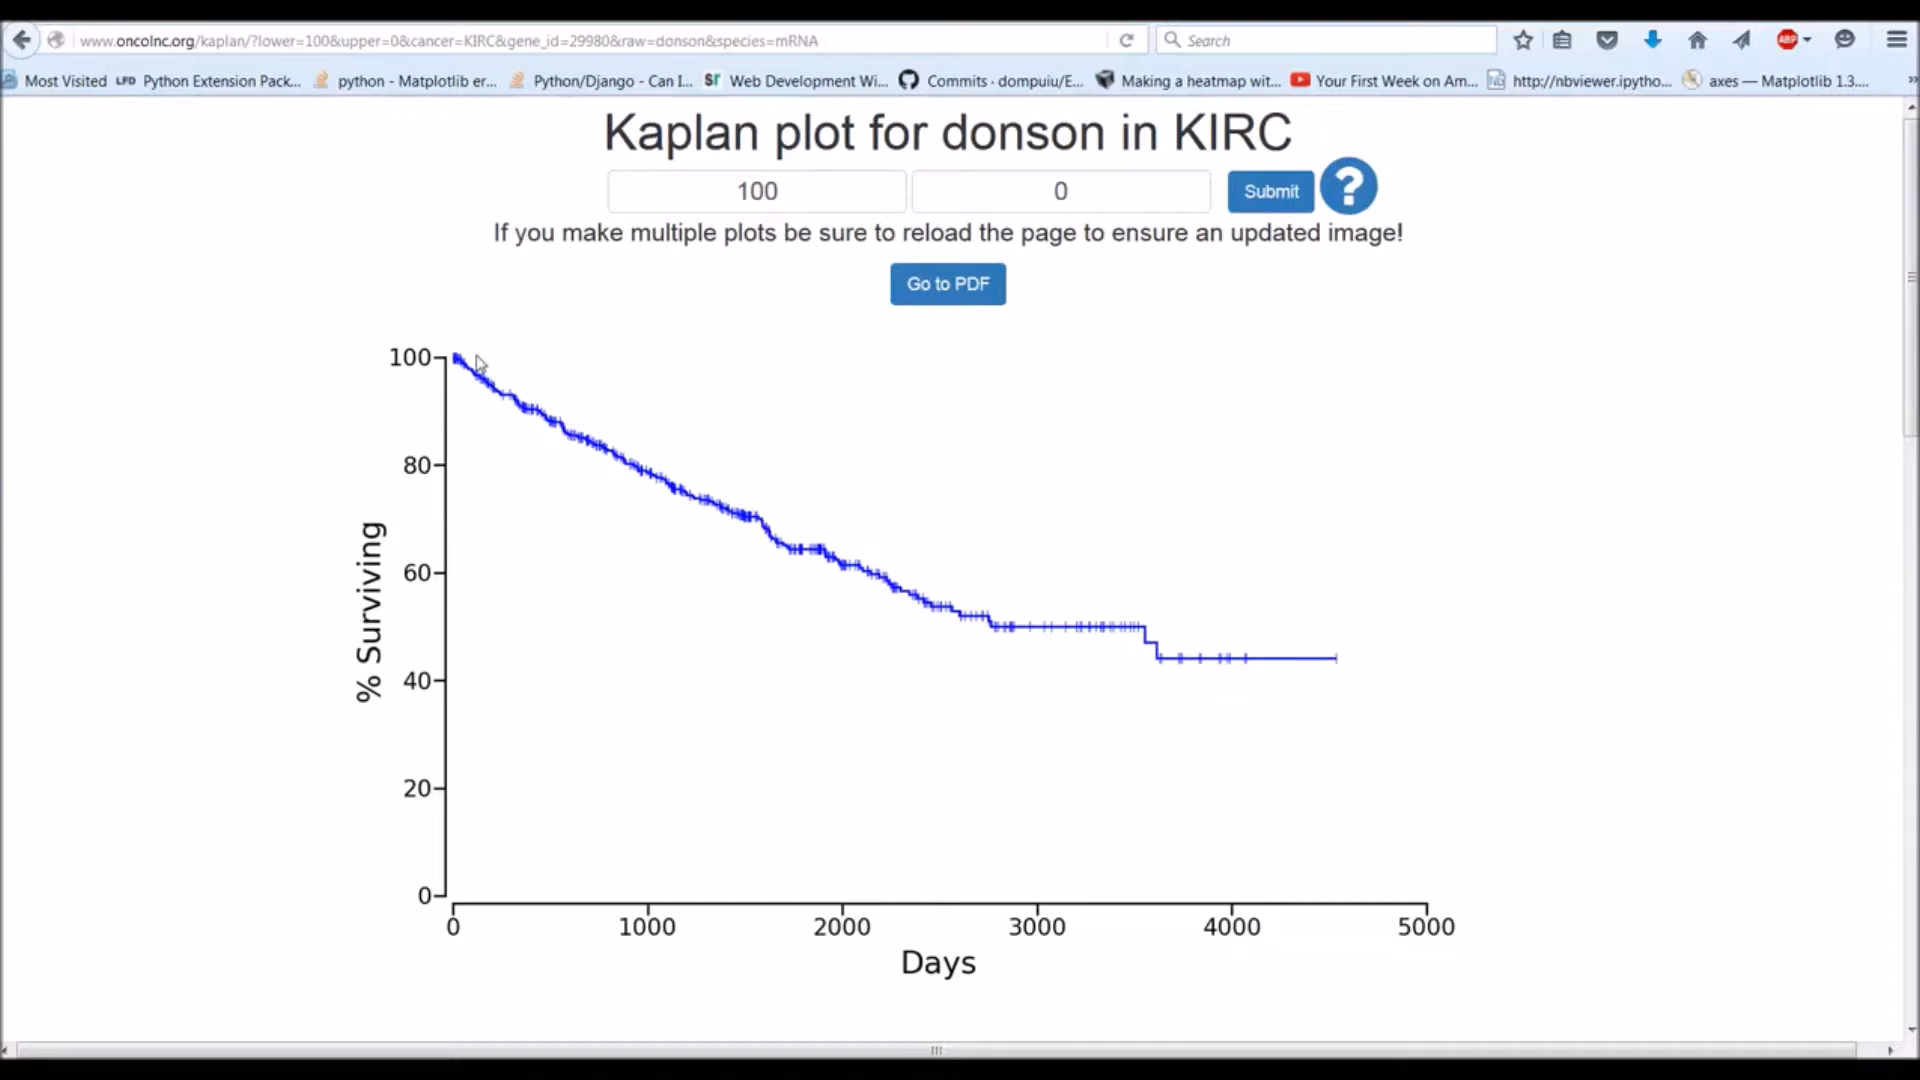 www.oncolnc.org/kaplan/?lower=100&upper=0&cancer=KIRC&gene_id=29980&raw=donson&species=mRNA
Search
ABP
Most Visited
LFD Python Extension Pack...
python - Matplotlib er...
Python/Django - Can I...
Sr Web Development Wi...
Commits · dompuiu/E...
Making a heatmap wit...
Your First Week on Am...
http://nbviewer.ipytho...
axes — Matplotlib 1.3....
Kaplan plot for donson in KIRC
100
0
Submit
?
If you make multiple plots be sure to reload the page to ensure an updated image!
Go to PDF
100
80
60
40
20
0
% Surviving
0 1000 2000 3000 4000 5000
Days